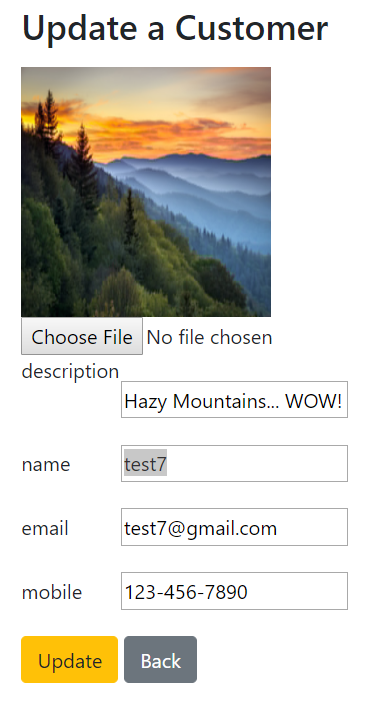 Update a Customer
Choose File No file chosen
description
Hazy Mountains... WOW!
name test7
email test7@gmail.com
mobile 123-456-7890
Update Back